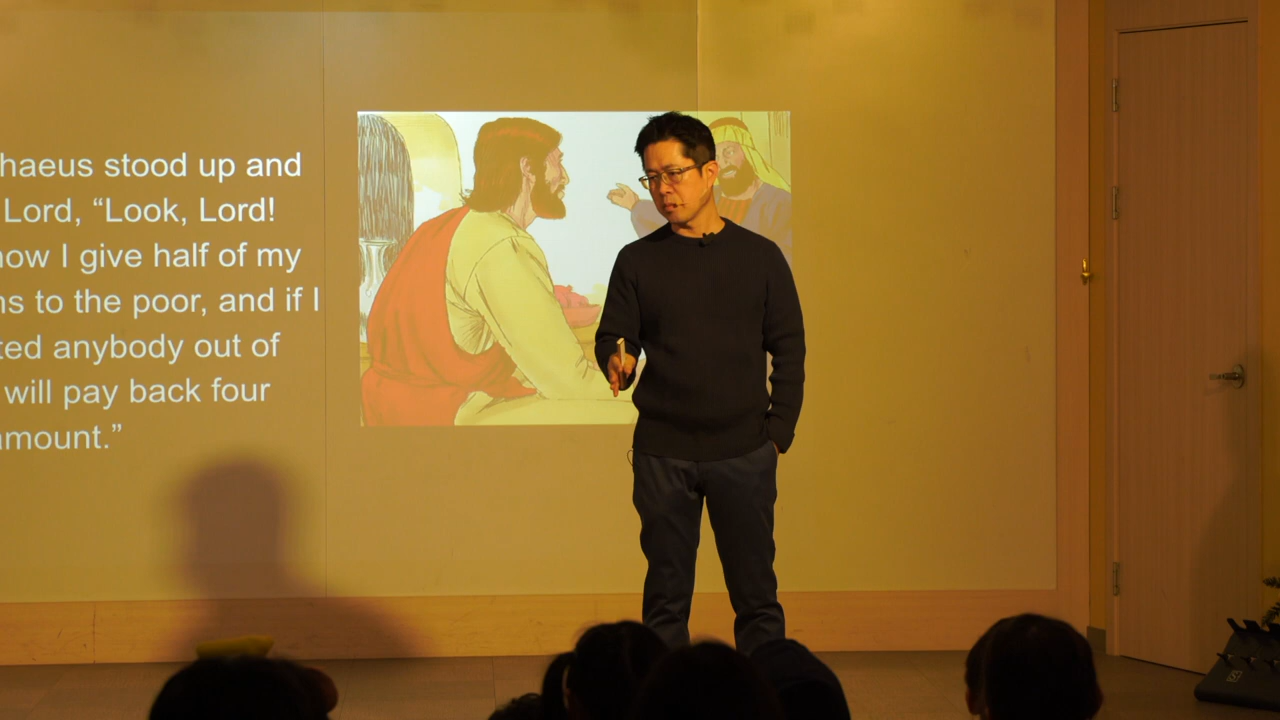 haeus stood up and
Lord, “Look, Lord!
now I give half of my
ns to the poor, and if I
ted anybody out of
will pay back four
amount.”